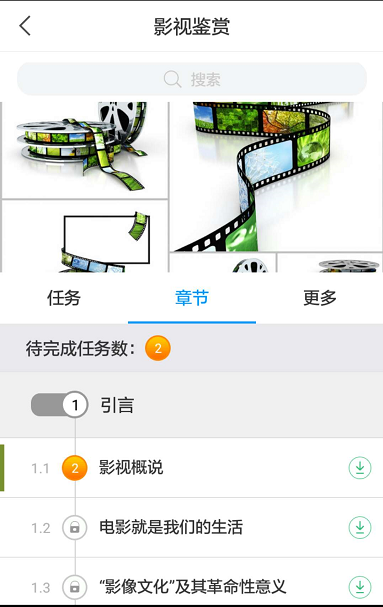 影视鉴赏
搜索
任务 章节 更多
待完成任务数： 2
1 引言
1.1 2 影视概说
1.2 电影就是我们的生活
1.3 “影像文化”及其革命性意义